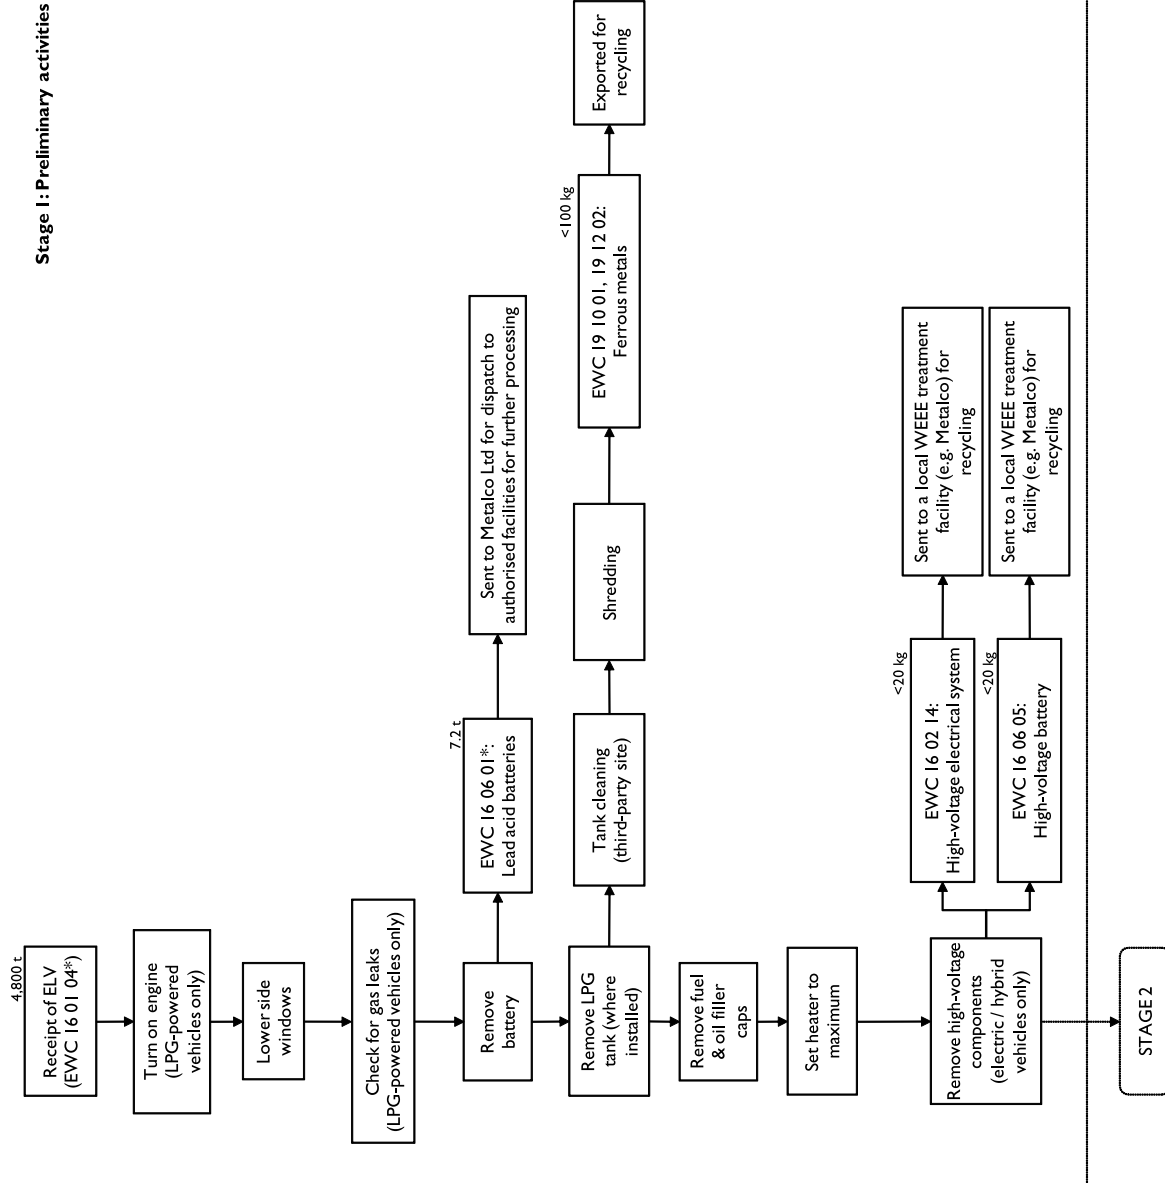 Stage 1: Preliminary activities
4,800 t
Receipt of ELV
(EWC 16 01 04*)
Turn on engine
(LPG-powered
vehicles only)
Lower side
windows
Check for gas leaks
(LPG-powered vehicles only)
Remove
battery
7.2 t
EWC 16 06 01*:
Lead acid batteries
Sent to Metalco Ltd for dispatch to
authorised facilities for further processing
Remove LPG
tank (where
installed)
Tank cleaning
(third-party site)
Shredding
<100 kg
EWC 19 10 01, 19 12 02:
Ferrous metals
Exported for
recycling
Remove fuel
& oil filler
caps
Set heater to
maximum
Remove high-voltage
components
(electric / hybrid
vehicles only)
<20 kg
EWC 16 02 14:
High-voltage electrical system
Sent to a local WEEE treatment
facility (e.g. Metalco) for
recycling
<20 kg
EWC 16 06 05:
High-voltage battery
Sent to a local WEEE treatment
facility (e.g. Metalco) for
recycling
STAGE 2